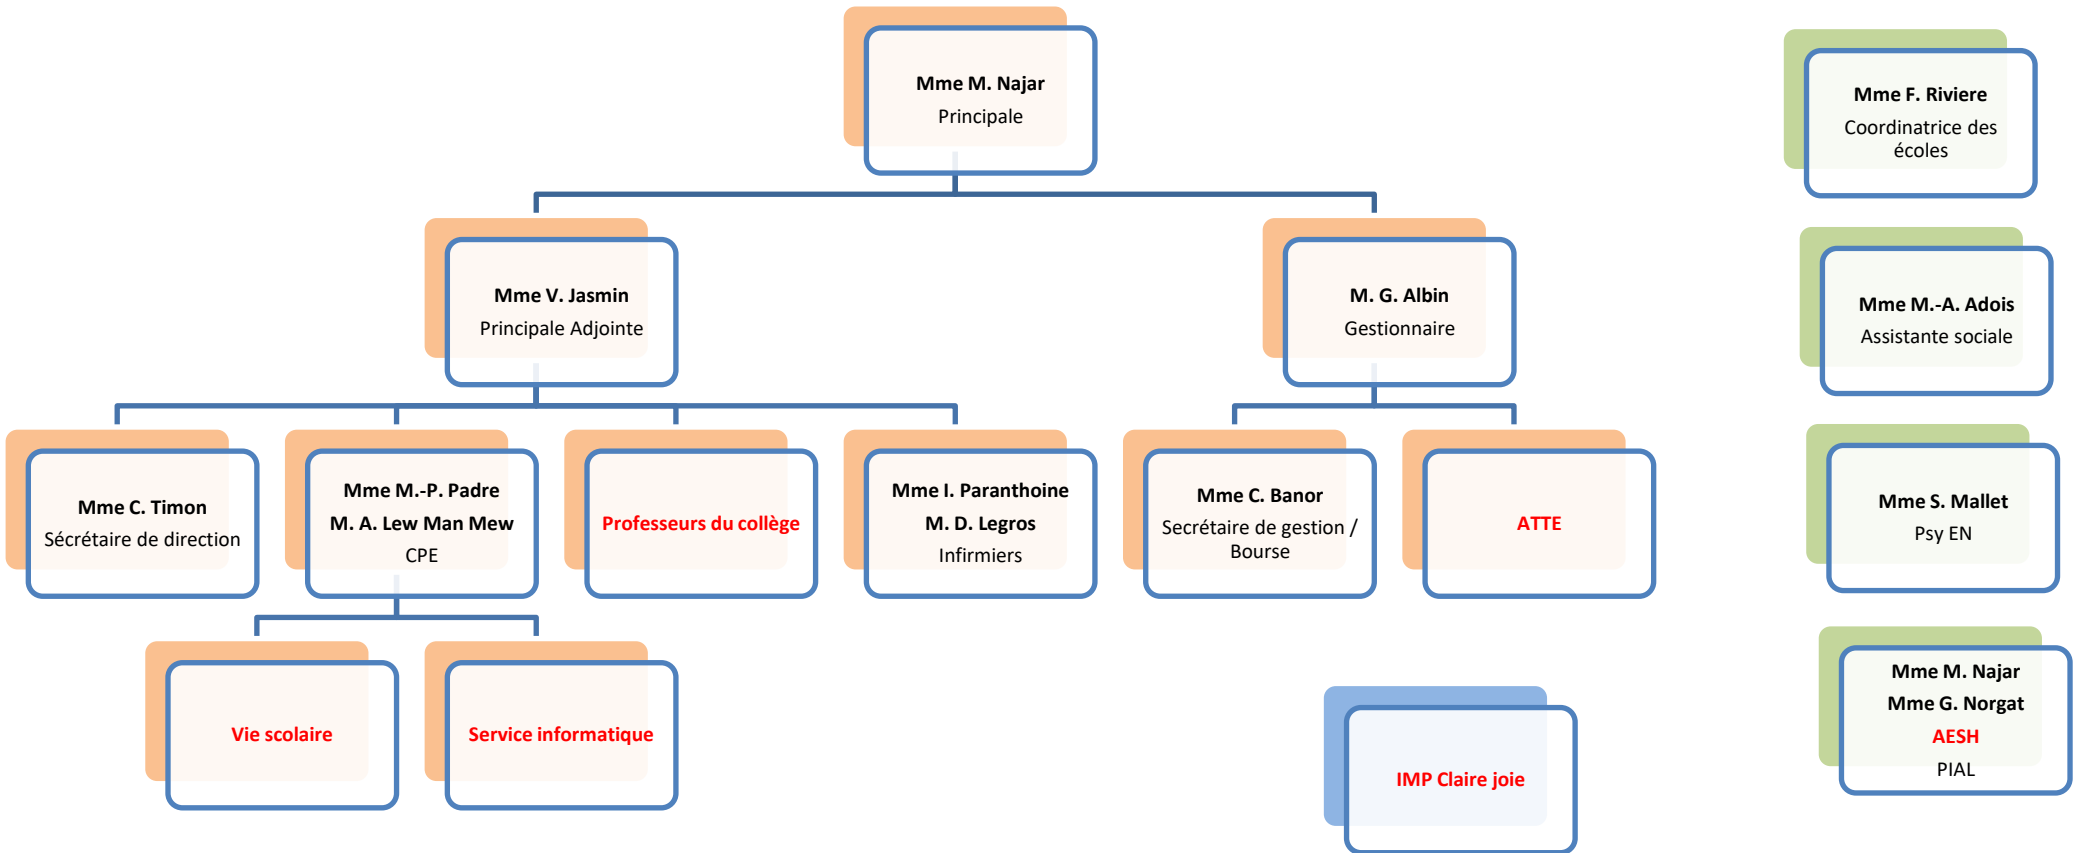 Mme M. Najar
Principale
Mme F. Riviere
Coordinatrice des
écoles
Mme V. Jasmin
Principale Adjointe
M. G. Albin
Gestionnaire
Mme M.-A. Adois
Assistante sociale
Mme C. Timon
Sécrétaire de direction
Mme M.-P. Padre
M. A. Lew Man Mew
CPE
Professeurs du collège
Mme I. Paranthoine
M. D. Legros
Infirmiers
Mme C. Banor
Secrétaire de gestion /
Bourse
ATTE
Mme S. Mallet
Psy EN
Vie scolaire
Service informatique
IMP Claire joie
Mme M. Najar
Mme G. Norgat
AESH
PIAL